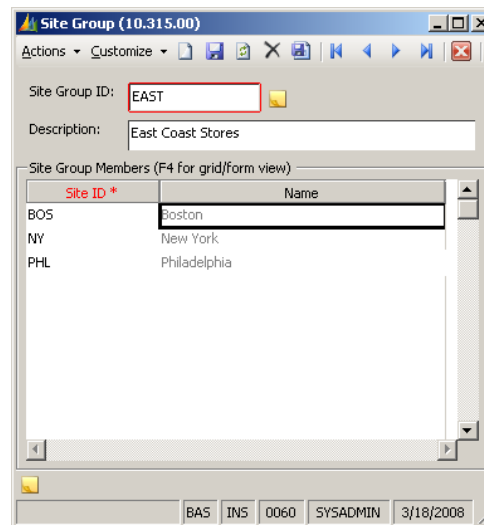 Site Group (10.315.00)
Actions Customize
Site Group ID: EAST
Description: East Coast Stores
Site Group Members (F4 for grid/form view)
Site ID * Name
BOS Boston
NY New York
PHL Philadelphia
BAS INS 0060 SYSADMIN 3/18/2008